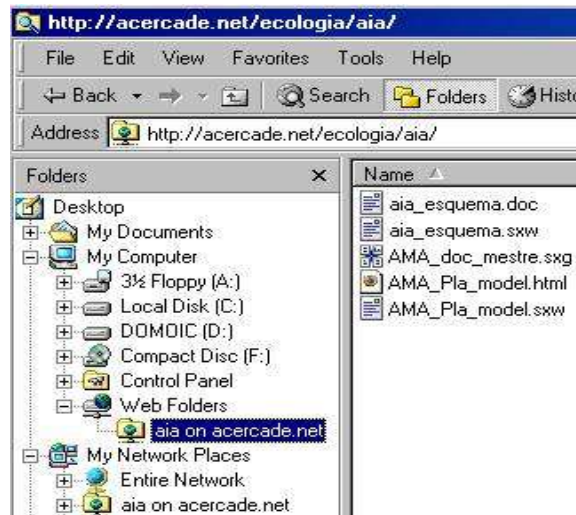 http://acercade.net/ecologia/aia/
File Edit View Favorites Tools Help
Back Search Folders Histo
Address http://acercade.net/ecologia/aia/
Folders
Desktop
My Documents
My Computer
3½ Floppy (A:)
Local Disk (C:)
DOMOIC (D:)
Compact Disc (F:)
Control Panel
Web Folders
aia on acercade.net
My Network Places
Entire Network
aia on acercade.net
Name
aia_esquema.doc
aia_esquema.sxw
AMA_doc_mestre.sxg
AMA_Pla_model.html
AMA_Pla_model.sxw